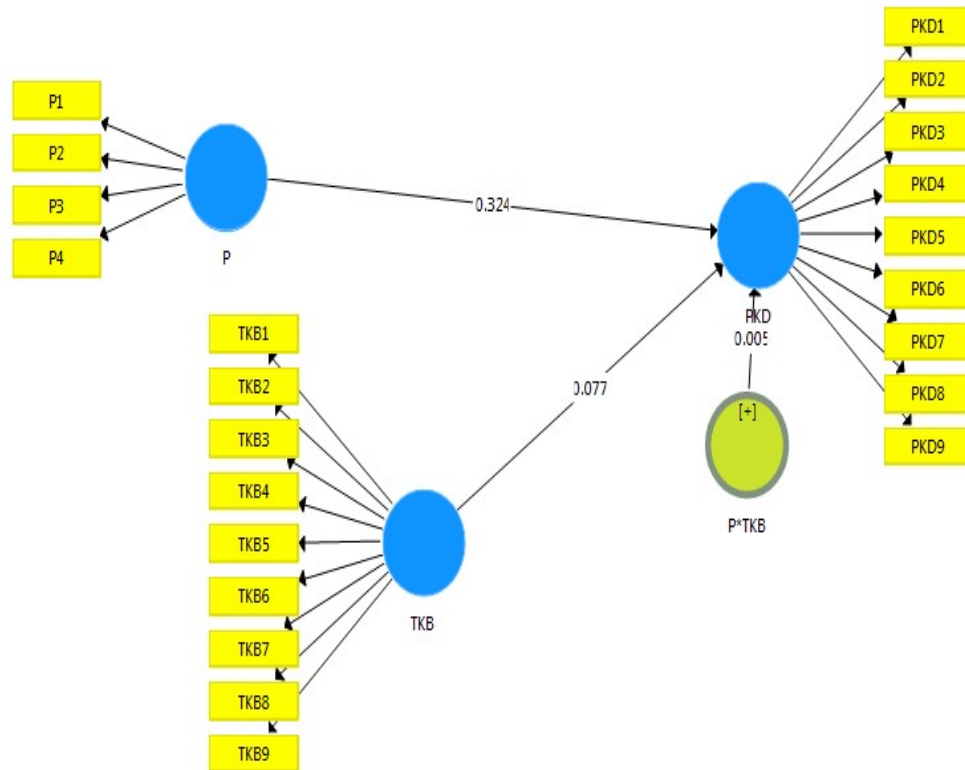 P1
P2
P3
P4
P
0.324
PKD1
PKD2
PKD3
PKD4
PKD5
PKD6
PKD7
PKD8
PKD9
PKD
0.005
[+]
P*TKB
0.077
TKB1
TKB2
TKB3
TKB4
TKB5
TKB6
TKB7
TKB8
TKB9
TKB